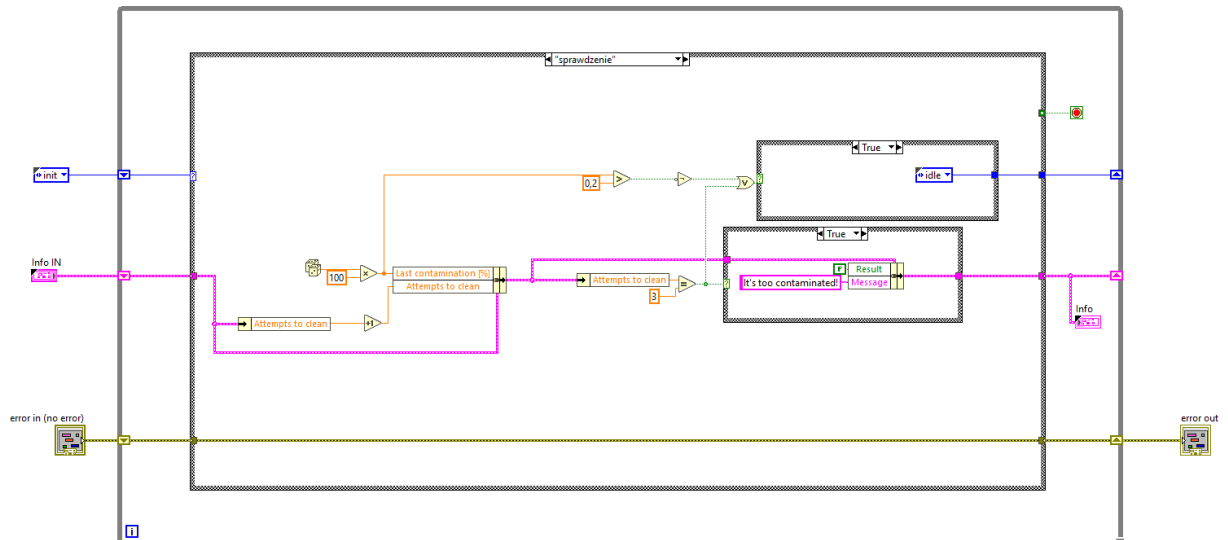 "sprawdzenie"
True
init
idle
0,2
>
V
True
Info IN
100
x
Last contamination [%]
Attempts to clean
Attempts to clean
=
3
F
Result
It's too contaminated!
Message
Attempts to clean
+1
Info
error in (no error)
error out
i